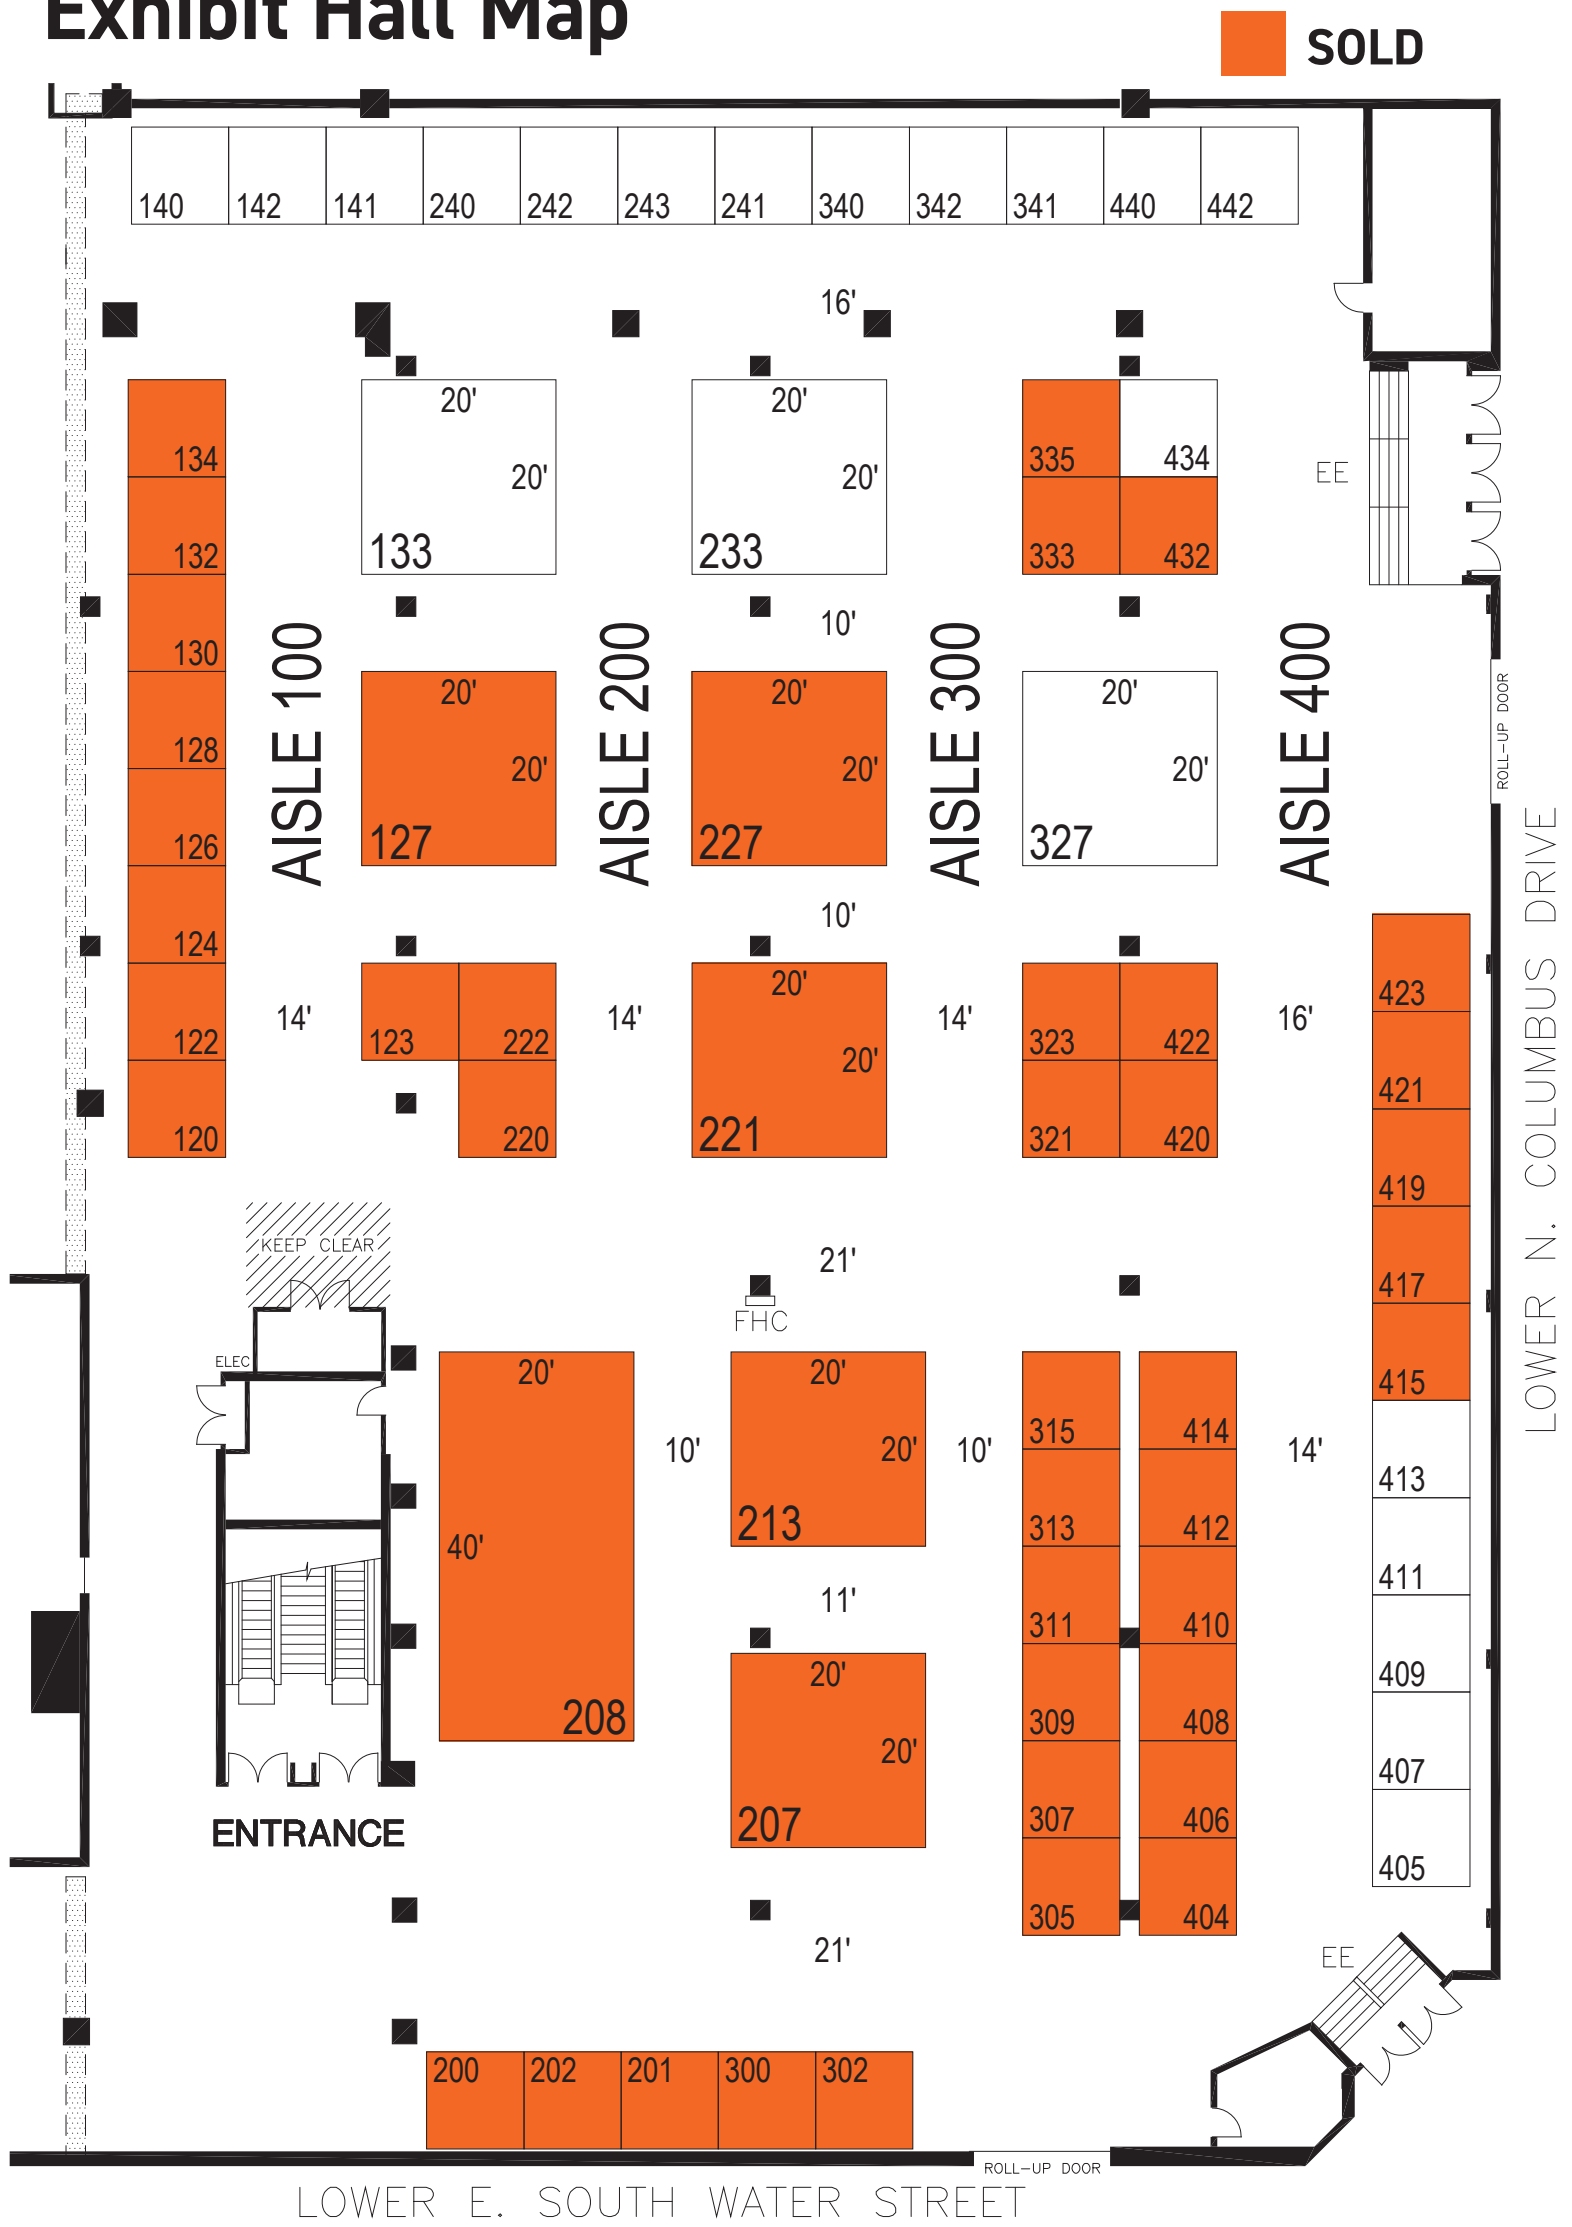 Exhibit Hall Map
SOLD
140 142 141 240 242 243 241 340 342 341 440 442
16'
20' 20'
134 335 434
20' 20'
EE
133 233
132 333 432
10'
130
AISLE 100
AISLE 200
AISLE 300
AISLE 400
20' 20' 20'
ROLL-UP DOOR
128
20' 20' 20'
126 127 227 327
10'
124
20'
423
14' 14' 14' 16'
122 123 222 323 422
20'
421
120 220 221 321 420
419
LOWER N. COLUMBUS DRIVE
KEEP CLEAR
21'
417
FHC
ELEC
20' 20'
415
315 414
10' 20' 10' 14'
413
213
313 412
40'
411
11'
311 410
20'
409
208
309 408
20'
407
207
307 406
ENTRANCE
405
305 404
21'
EE
200 202 201 300 302
ROLL-UP DOOR
LOWER E. SOUTH WATER STREET